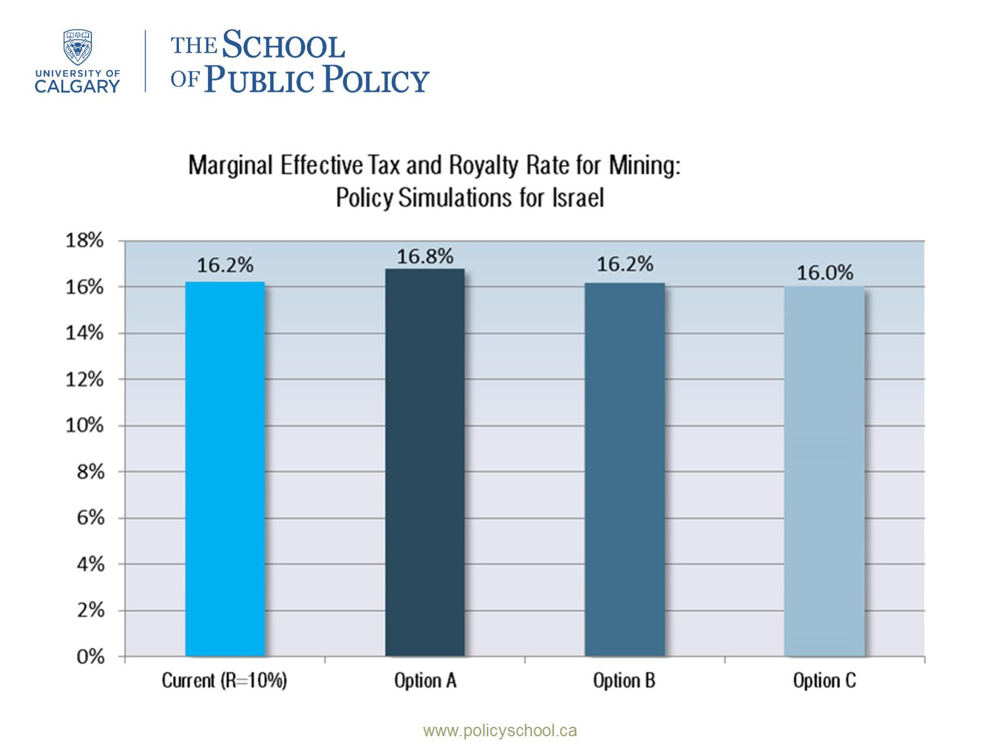 UNIVERSITY OF
CALGARY
THE SCHOOL
OF PUBLIC POLICY
Marginal Effective Tax and Royalty Rate for Mining:
Policy Simulations for Israel
18%
16%
14%
12%
10%
8%
6%
4%
2%
0%
16.2%
16.8%
16.2%
16.0%
Current (R=10%)
Option A
Option B
Option C
www.policyschool.ca